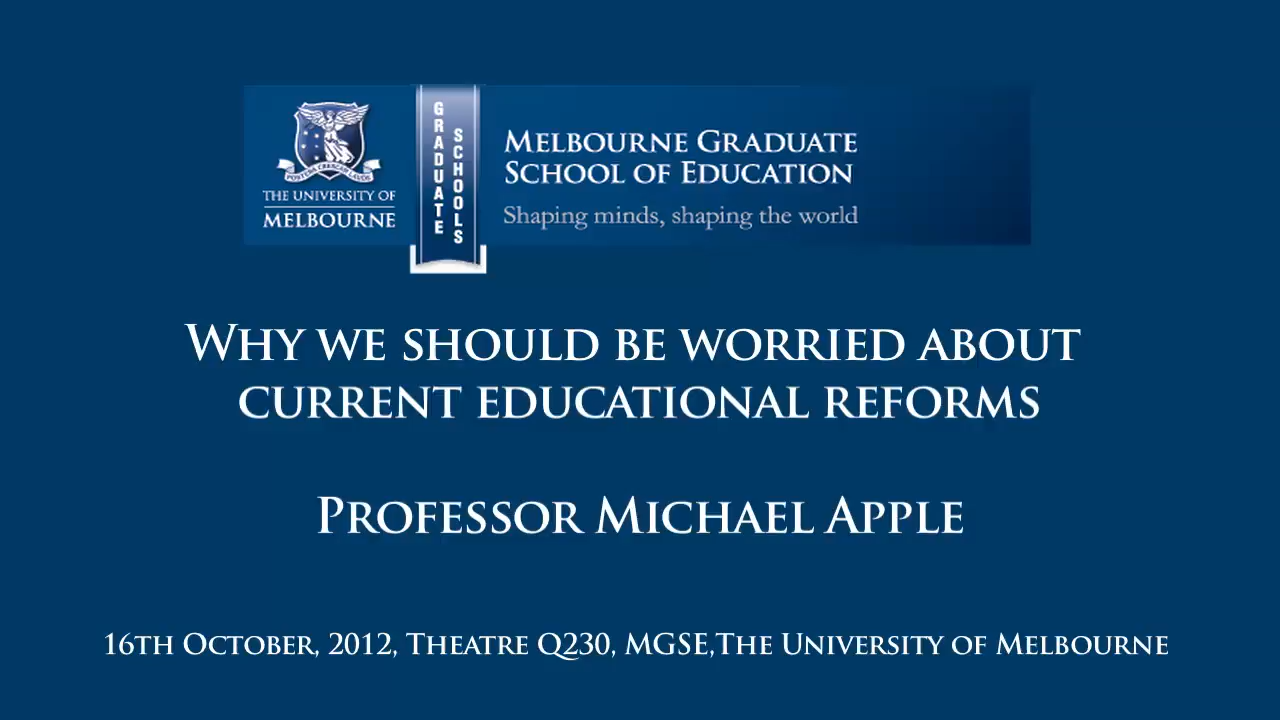 THE UNIVERSITY OF
MELBOURNE
GRADUATE
SCHOOLS
MELBOURNE GRADUATE
SCHOOL OF EDUCATION
Shaping minds, shaping the world
WHY WE SHOULD BE WORRIED ABOUT
CURRENT EDUCATIONAL REFORMS
PROFESSOR MICHAEL APPLE
16TH OCTOBER, 2012, THEATRE Q230, MGSE,THE UNIVERSITY OF MELBOURNE